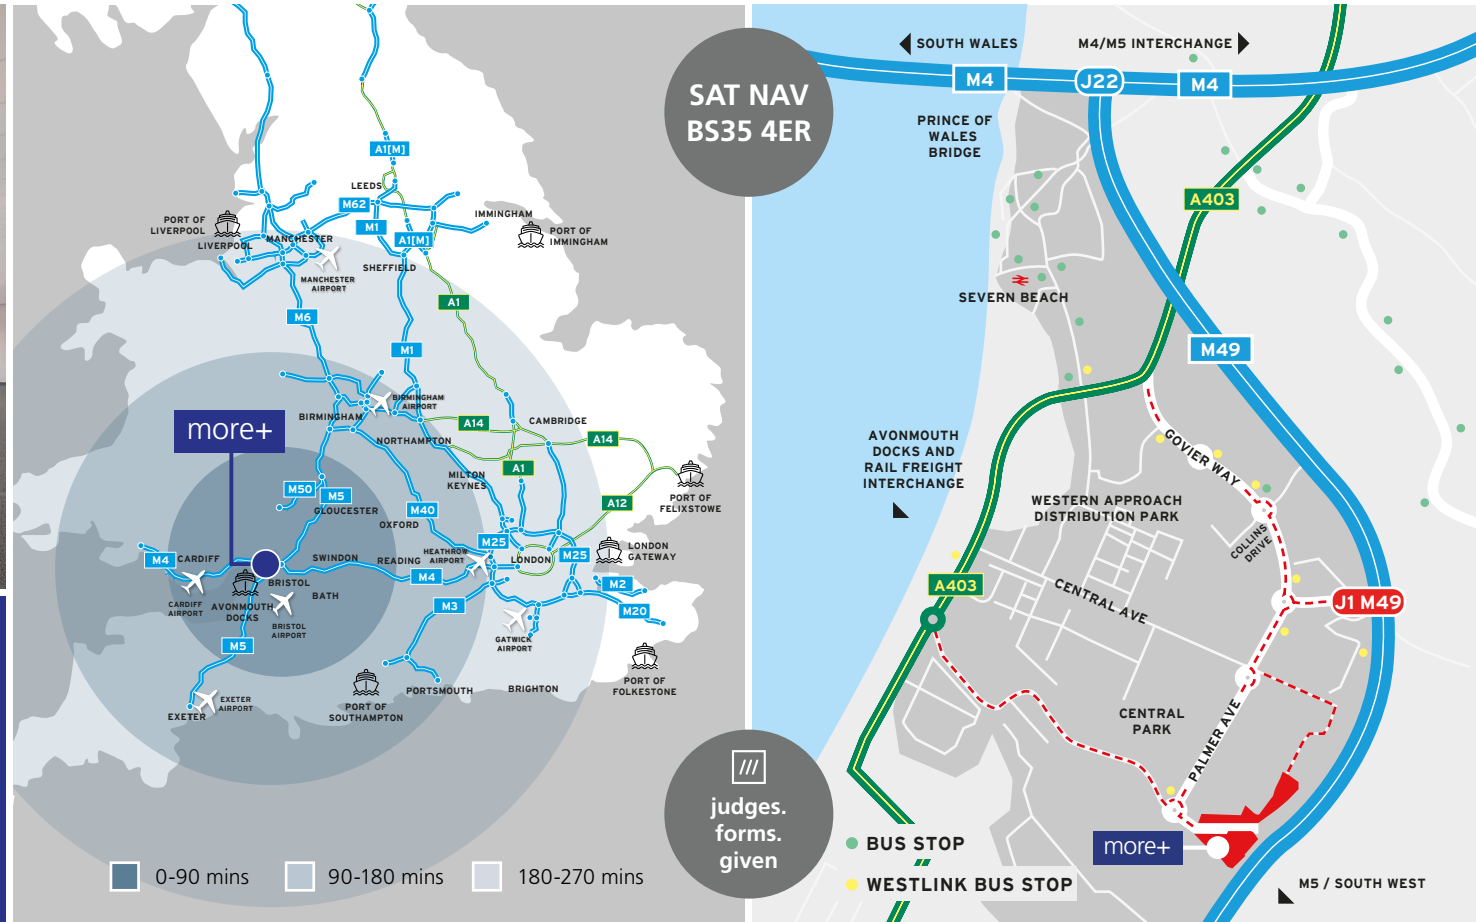 A1[M]
LEEDS
M62
M1
A1[M]
IMMINGHAM
PORT OF
IMMINGHAM
PORT OF
LIVERPOOL
LIVERPOOL
MANCHESTER
MANCHESTER
AIRPORT
SHEFFIELD
A1
M6
M1
BIRMINGHAM
AIRPORT
BIRMINGHAM
more+
A14
CAMBRIDGE
A14
NORTHAMPTON
A1
MILTON
KEYNES
PORT OF
FELIXSTOWE
M50
M5
GLOUCESTER
M40
OXFORD
A12
M25
M25
LONDON
GATEWAY
M4
CARDIFF
SWINDON
READING
HEATHROW
AIRPORT
LONDON
M4
BRISTOL
BATH
CARDIFF
AIRPORT
AVONMOUTH
DOCKS
BRISTOL
AIRPORT
M3
M2
M20
GATWICK
AIRPORT
M5
EXETER
AIRPORT
EXETER
PORT OF
SOUTHAMPTON
PORTSMOUTH
BRIGHTON
PORT OF
FOLKESTONE
0-90 mins
90-180 mins
180-270 mins
SAT NAV
BS35 4ER
judges.
forms.
given
SOUTH WALES
M4/M5 INTERCHANGE
M4
J22
M4
PRINCE OF
WALES
BRIDGE
A403
SEVERN BEACH
M49
AVONMOUTH
DOCKS AND
RAIL FREIGHT
INTERCHANGE
GOVIER WAY
WESTERN APPROACH
DISTRIBUTION PARK
COLLINS
DRIVE
A403
CENTRAL AVE
J1 M49
CENTRAL
PARK
PALMER AVE
more+
BUS STOP
WESTLINK BUS STOP
M5 / SOUTH WEST